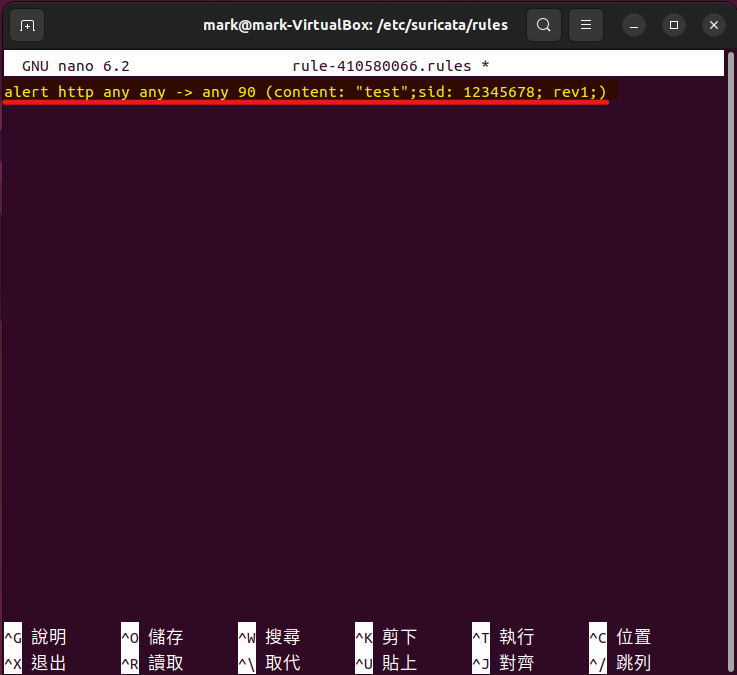 mark@mark-VirtualBox: /etc/suricata/rules
GNU nano 6.2 rule-410580066.rules *
alert http any any -> any 90 (content: "test";sid: 12345678; rev1;)
^G 說明 ^O 儲存 ^W 搜尋 ^K 剪下 ^T 執行 ^C 位置
^X 退出 ^R 讀取 ^\ 取代 ^U 貼上 ^J 對齊 ^/ 跳列